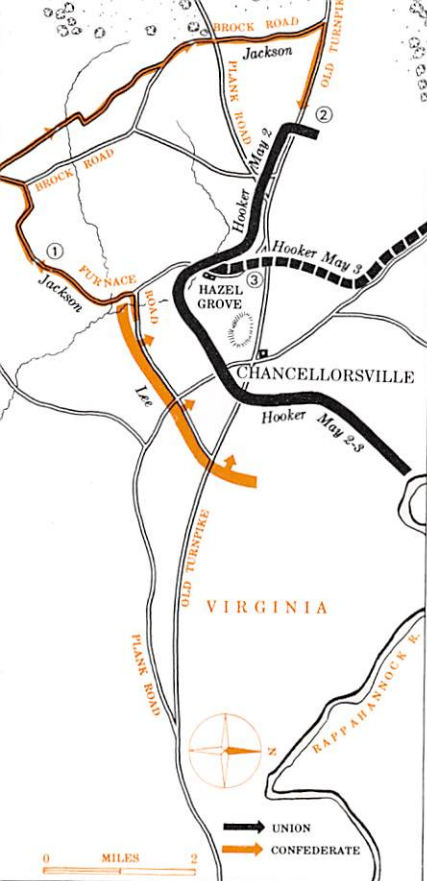 BROCK ROAD
Jackson
OLD TURNPIKE
PLANK ROAD
2
Hooker May 2
BROCK ROAD
1
FURNACE ROAD
Jackson
Hooker May 3
3
HAZEL
GROVE
Lee
CHANCELLORSVILLE
Hooker May 2-3
OLD TURNPIKE
VIRGINIA
PLANK ROAD
RAPPAHANNOCK R.
N
0 MILES 2
UNION
CONFEDERATE